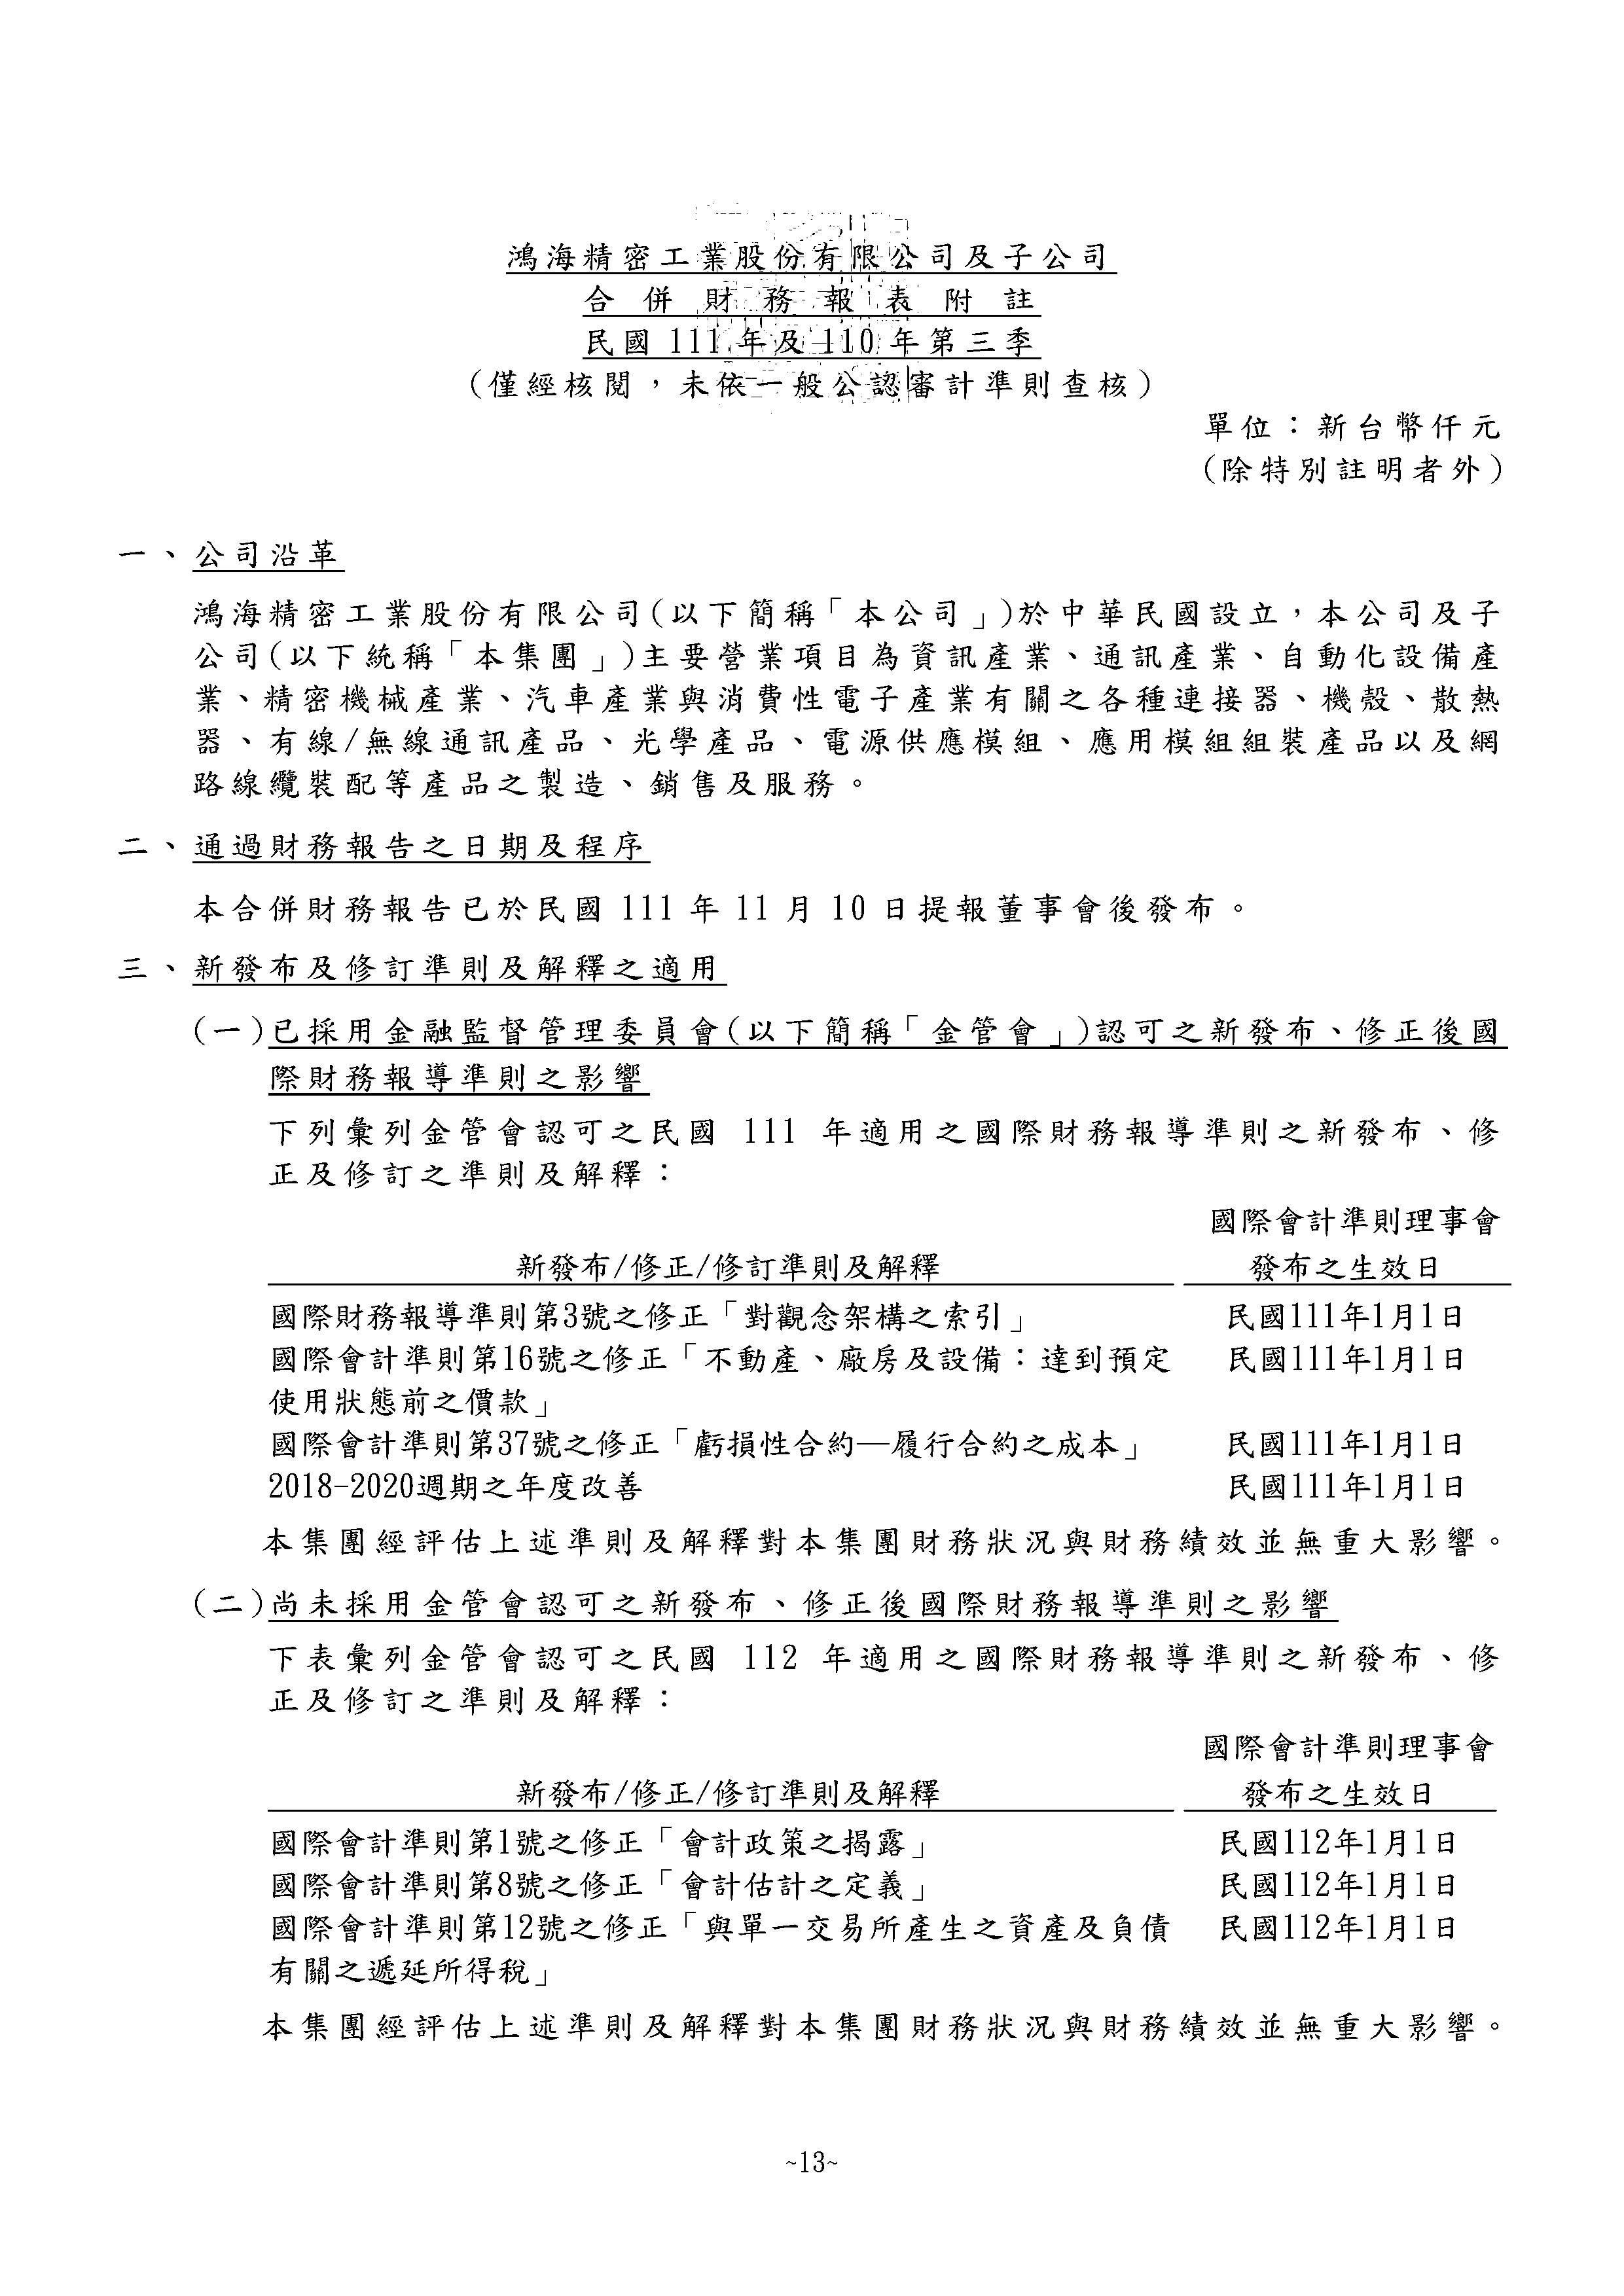 鴻海精密工業股份有限公司及子公司
合併財務報表附註
民國 111 年及 110 年第三季
(僅經核閱，未依一般公認審計準則查核)
單位：新台幣仟元
(除特別註明者外)
一、公司沿革
鴻海精密工業股份有限公司(以下簡稱「本公司」)於中華民國設立，本公司及子
公司(以下統稱「本集團」)主要營業項目為資訊產業、通訊產業、自動化設備產
業、精密機械產業、汽車產業與消費性電子產業有關之各種連接器、機殼、散熱
器、有線/無線通訊產品、光學產品、電源供應模組、應用模組組裝產品以及網
路線纜裝配等產品之製造、銷售及服務。
二、通過財務報告之日期及程序
本合併財務報告已於民國 111 年 11 月 10 日提報董事會後發布。
三、新發布及修訂準則及解釋之適用
(一)已採用金融監督管理委員會(以下簡稱「金管會」)認可之新發布、修正後國
際財務報導準則之影響
下列彙列金管會認可之民國 111 年適用之國際財務報導準則之新發布、修
正及修訂之準則及解釋：
國際會計準則理事會
新發布/修正/修訂準則及解釋 發布之生效日
國際財務報導準則第3號之修正「對觀念架構之索引」 民國111年1月1日
國際會計準則第16號之修正「不動產、廠房及設備：達到預定 民國111年1月1日
使用狀態前之價款」
國際會計準則第37號之修正「虧損性合約—履行合約之成本」 民國111年1月1日
2018-2020週期之年度改善 民國111年1月1日
本集團經評估上述準則及解釋對本集團財務狀況與財務績效並無重大影響。
(二)尚未採用金管會認可之新發布、修正後國際財務報導準則之影響
下表彙列金管會認可之民國 112 年適用之國際財務報導準則之新發布、修
正及修訂之準則及解釋：
國際會計準則理事會
新發布/修正/修訂準則及解釋 發布之生效日
國際會計準則第1號之修正「會計政策之揭露」 民國112年1月1日
國際會計準則第8號之修正「會計估計之定義」 民國112年1月1日
國際會計準則第12號之修正「與單一交易所產生之資產及負債 民國112年1月1日
有關之遞延所得稅」
本集團經評估上述準則及解釋對本集團財務狀況與財務績效並無重大影響。
~13~